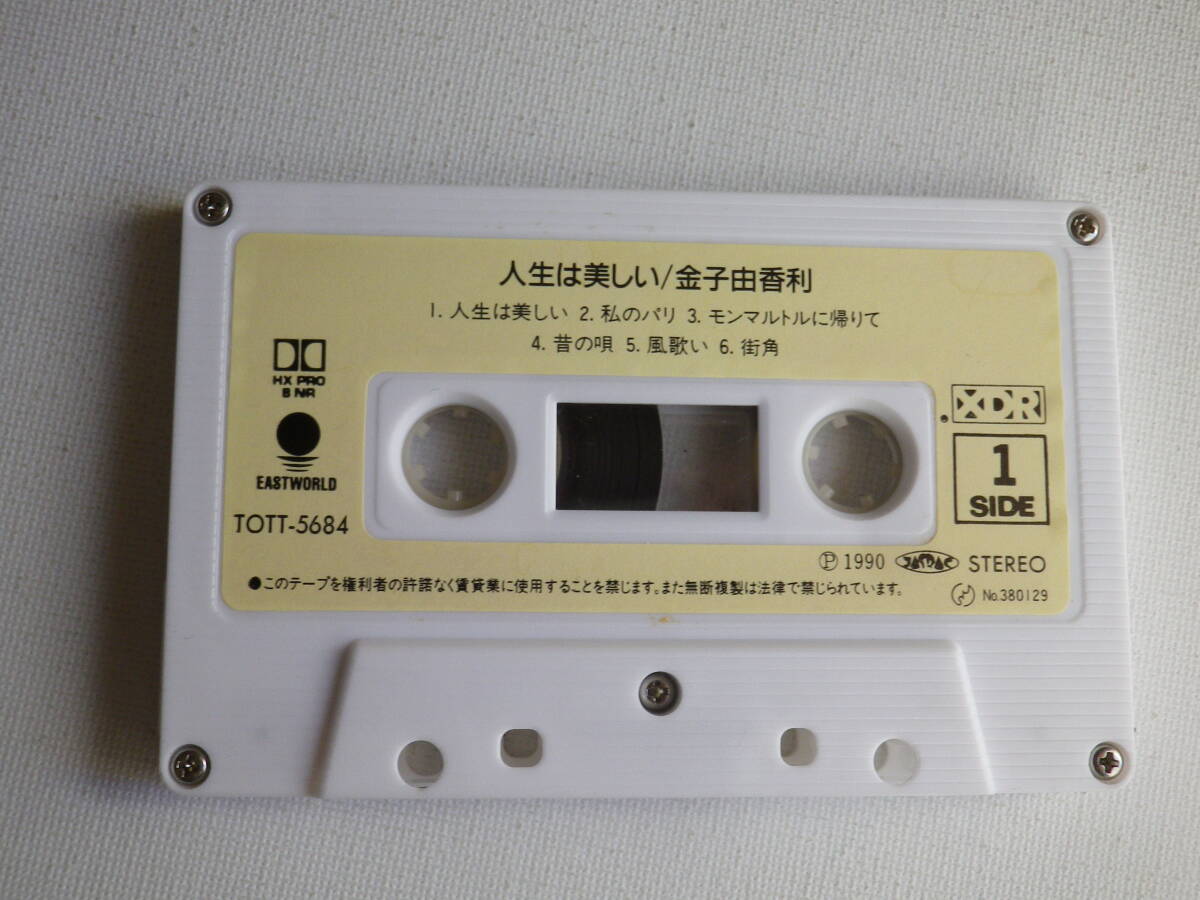 人生は美しい/金子由香利
1. 人生は美しい 2. 私のパリ 3. モンマルトルに帰りて
4. 昔の唄 5. 風歌い 6. 街角
HX PRO
B NR
EASTWORLD
TOTT-5684
XDR
1
SIDE
Ⓟ 1990 JASRAC STEREO
●このテープを権利者の許諾なく賃貸業に使用することを禁じます。また無断複製は法律で禁じられています。
No.380129